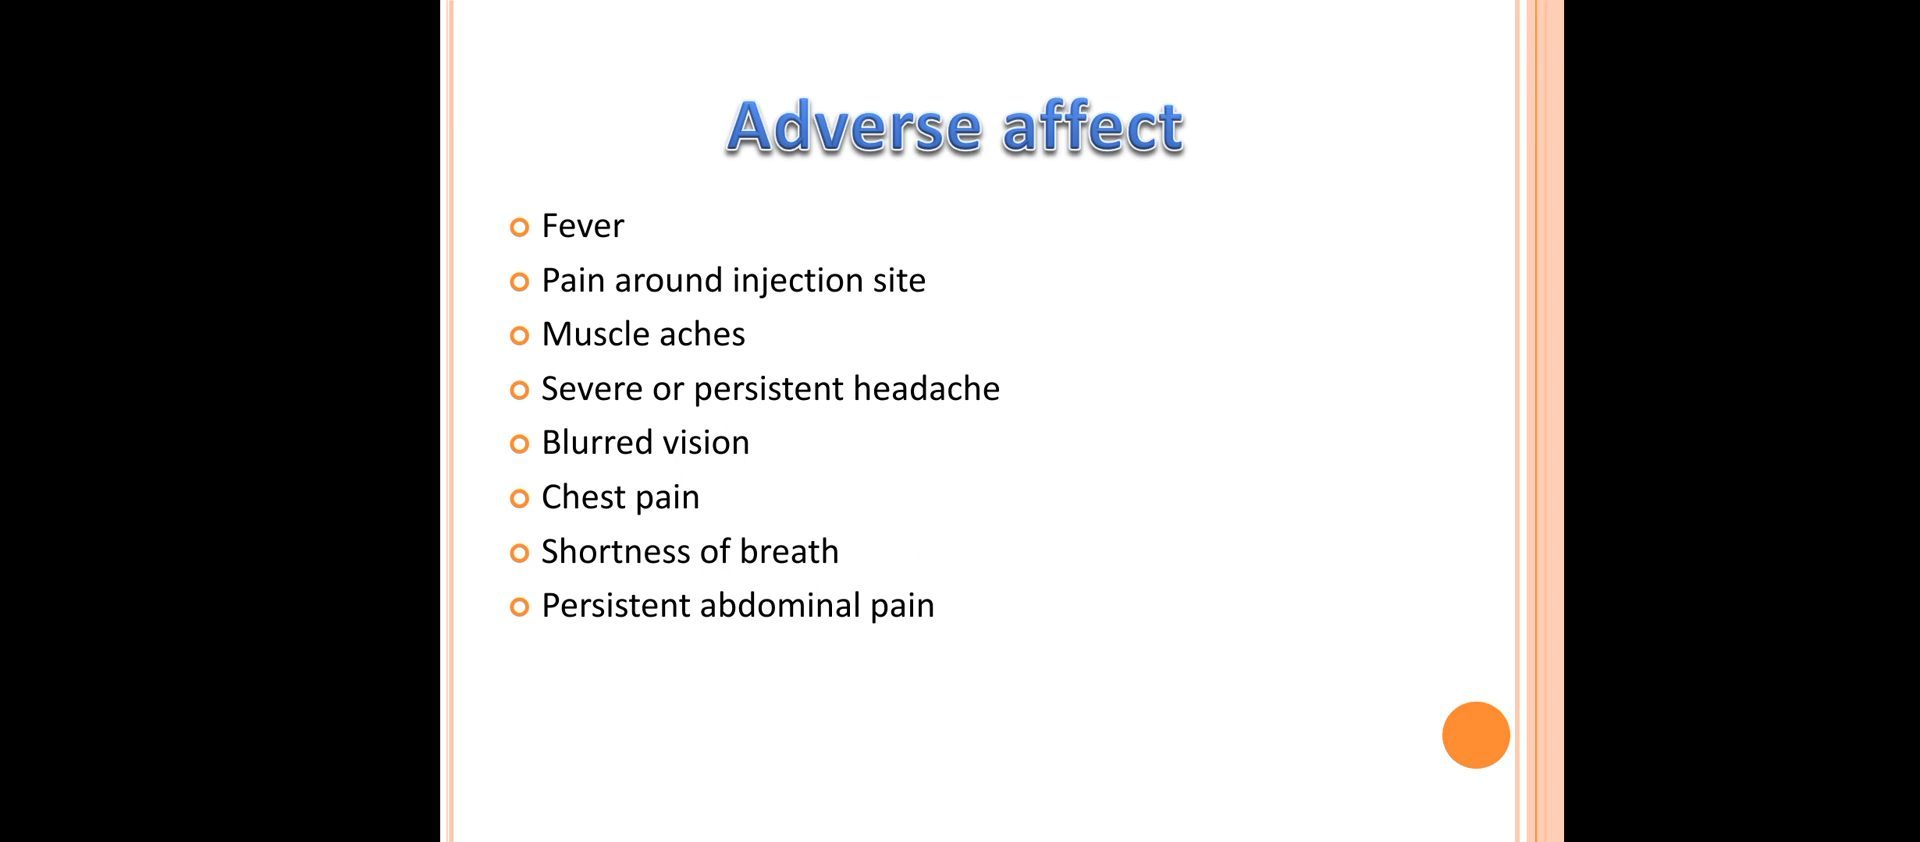 Adverse affect
Fever
Pain around injection site
Muscle aches
Severe or persistent headache
Blurred vision
Chest pain
Shortness of breath
Persistent abdominal pain